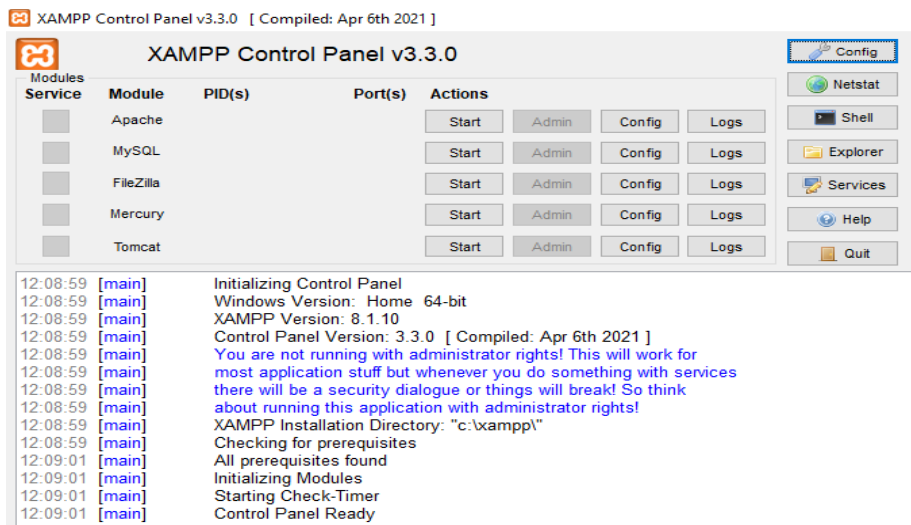 XAMPP Control Panel v3.3.0 [ Compiled: Apr 6th 2021 ]
XAMPP Control Panel v3.3.0
Config
Modules
Service Module PID(s) Port(s) Actions
Netstat
Apache Start Admin Config Logs
Shell
MySQL Start Admin Config Logs
Explorer
FileZilla Start Admin Config Logs
Services
Mercury Start Admin Config Logs
Help
Tomcat Start Admin Config Logs
Quit
12:08:59 [main] Initializing Control Panel
12:08:59 [main] Windows Version: Home 64-bit
12:08:59 [main] XAMPP Version: 8.1.10
12:08:59 [main] Control Panel Version: 3.3.0 [ Compiled: Apr 6th 2021 ]
12:08:59 [main] You are not running with administrator rights! This will work for
12:08:59 [main] most application stuff but whenever you do something with services
12:08:59 [main] there will be a security dialogue or things will break! So think
12:08:59 [main] about running this application with administrator rights!
12:08:59 [main] XAMPP Installation Directory: "c:\xampp\"
12:08:59 [main] Checking for prerequisites
12:09:01 [main] All prerequisites found
12:09:01 [main] Initializing Modules
12:09:01 [main] Starting Check-Timer
12:09:01 [main] Control Panel Ready